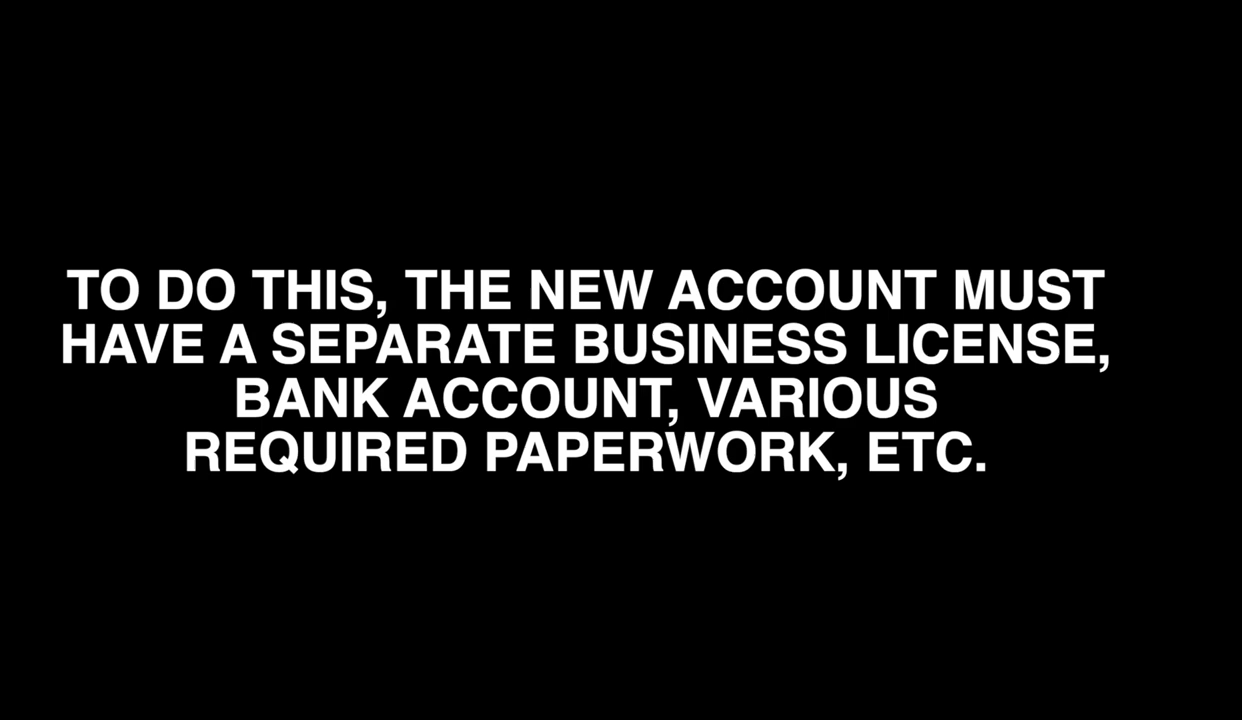 TO DO THIS, THE NEW ACCOUNT MUST
HAVE A SEPARATE BUSINESS LICENSE,
BANK ACCOUNT, VARIOUS
REQUIRED PAPERWORK, ETC.